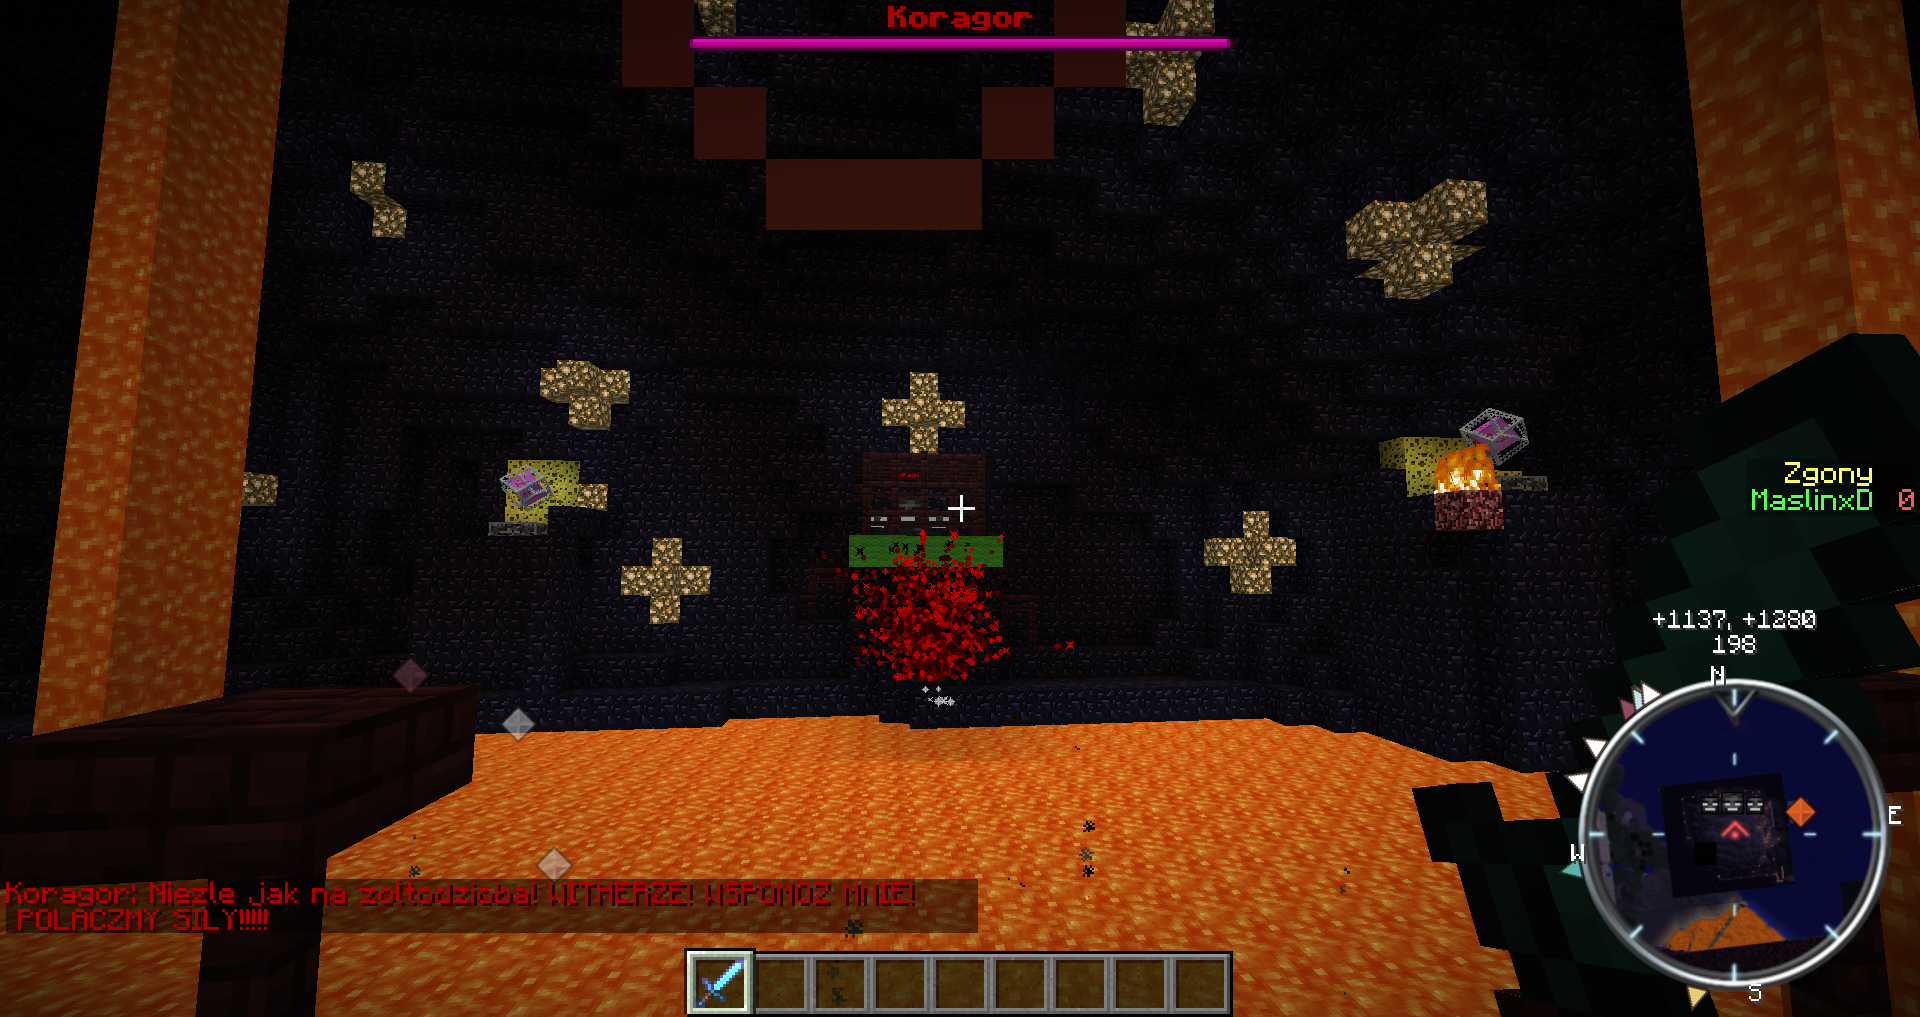 Koragor
Zgony
MaslinxD 0
+1137, +1280
198
N
E
W
S
Koragor: Niezle jak na zoltodzioba! WITHERZE! WSPOMOZ MNIE!
POLACZMY SILY!!!!!